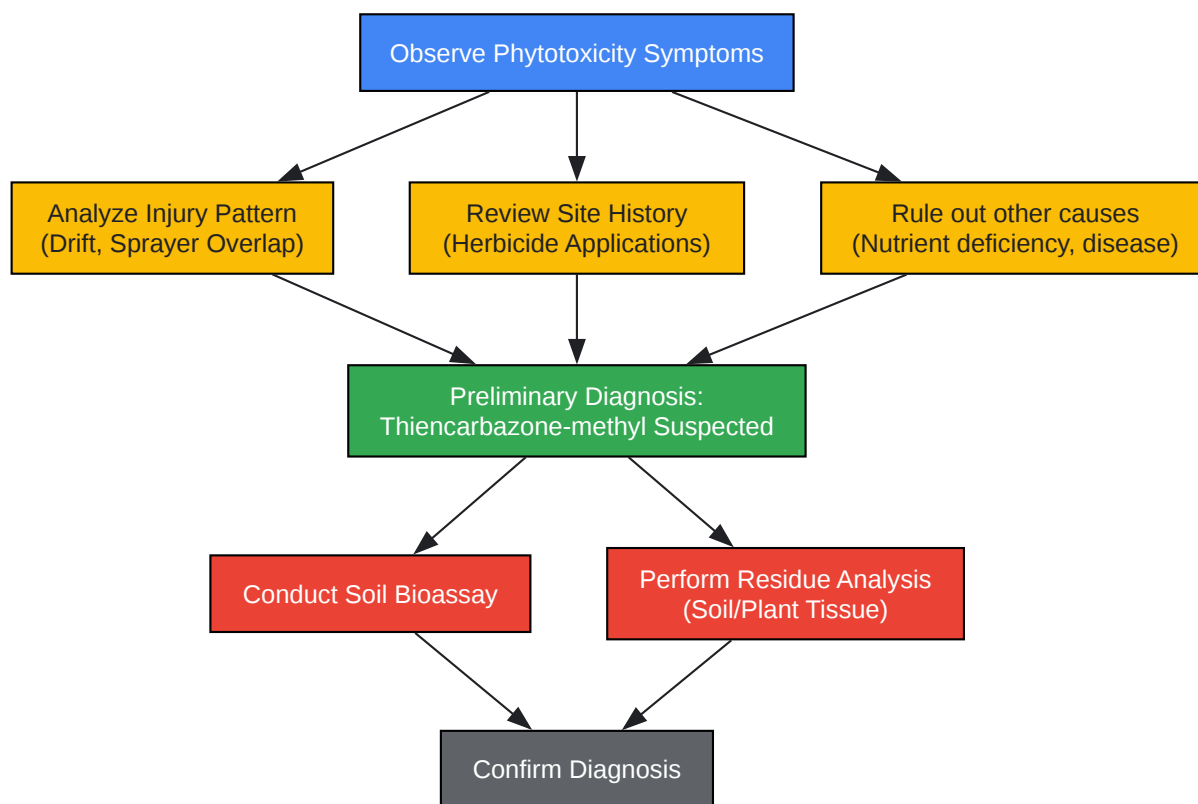 Observe Phytotoxicity Symptoms
Analyze Injury Pattern
(Drift, Sprayer Overlap)
Review Site History
(Herbicide Applications)
Rule out other causes
(Nutrient deficiency, disease)
Preliminary Diagnosis:
Thiencarbazone-methyl Suspected
Conduct Soil Bioassay
Perform Residue Analysis
(Soil/Plant Tissue)
Confirm Diagnosis